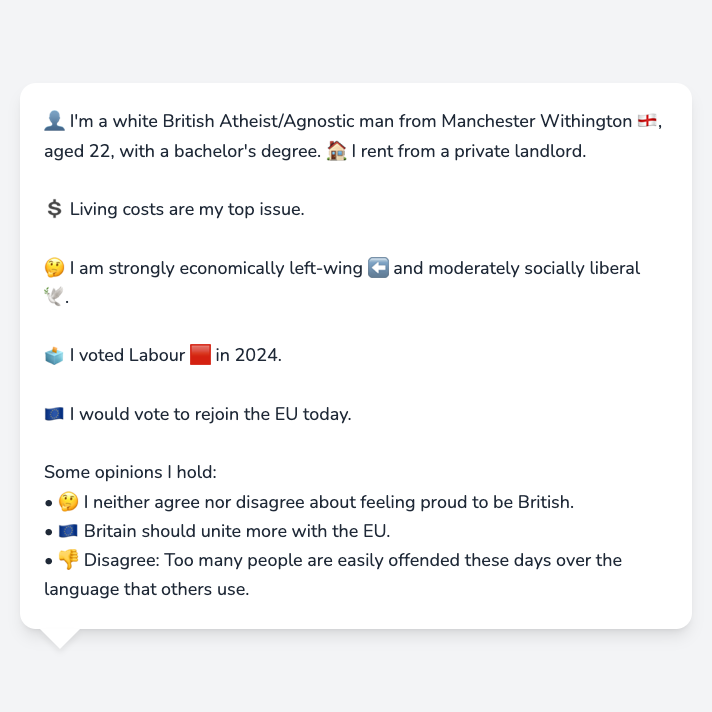 👤 I'm a white British Atheist/Agnostic man from Manchester Withington 🏴󠁧󠁢󠁥󠁮󠁧󠁿,
aged 22, with a bachelor's degree. 🏠 I rent from a private landlord.
💲 Living costs are my top issue.
🤔 I am strongly economically left-wing ⬅️ and moderately socially liberal
🕊️.
🗳️ I voted Labour 🟥 in 2024.
🇪🇺 I would vote to rejoin the EU today.
Some opinions I hold:
• 🤔 I neither agree nor disagree about feeling proud to be British.
• 🇪🇺 Britain should unite more with the EU.
• 👎 Disagree: Too many people are easily offended these days over the
language that others use.